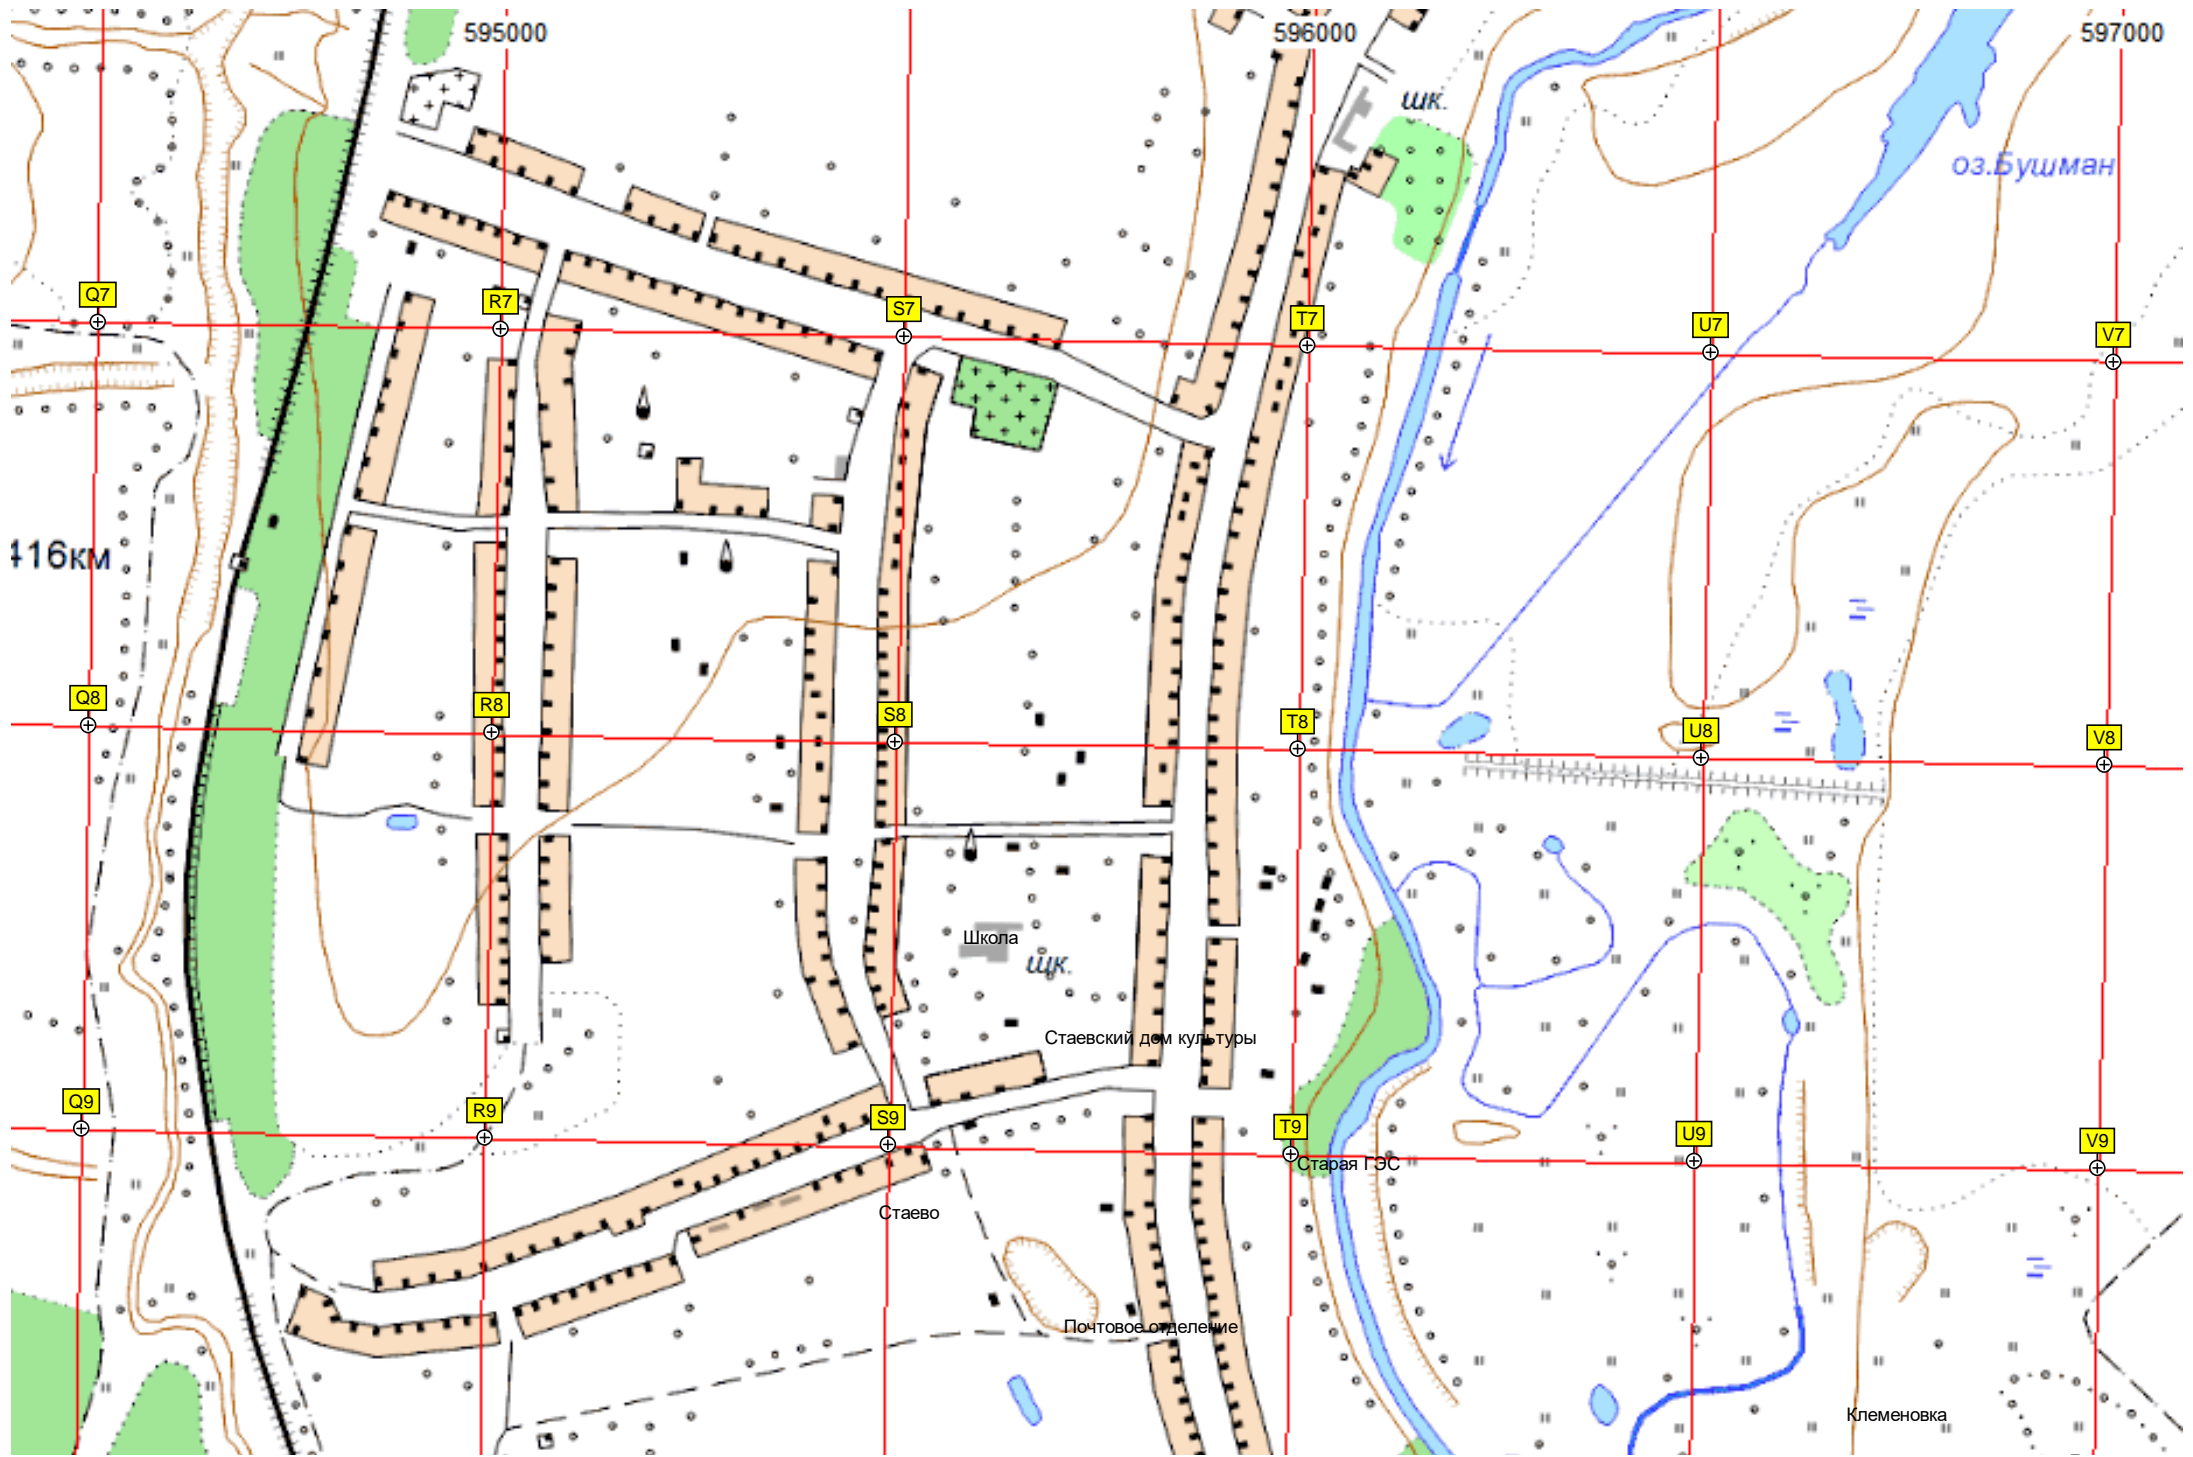 595000
596000
597000
шк.
оз.Бушман
Q7
R7
S7
T7
U7
V7
416км
Q8
R8
S8
T8
U8
V8
Школа
шк.
Стаевский дом культуры
Q9
R9
S9
T9
U9
V9
Старая ГЭС
Стаево
Почтовое отделение
Клеменовка